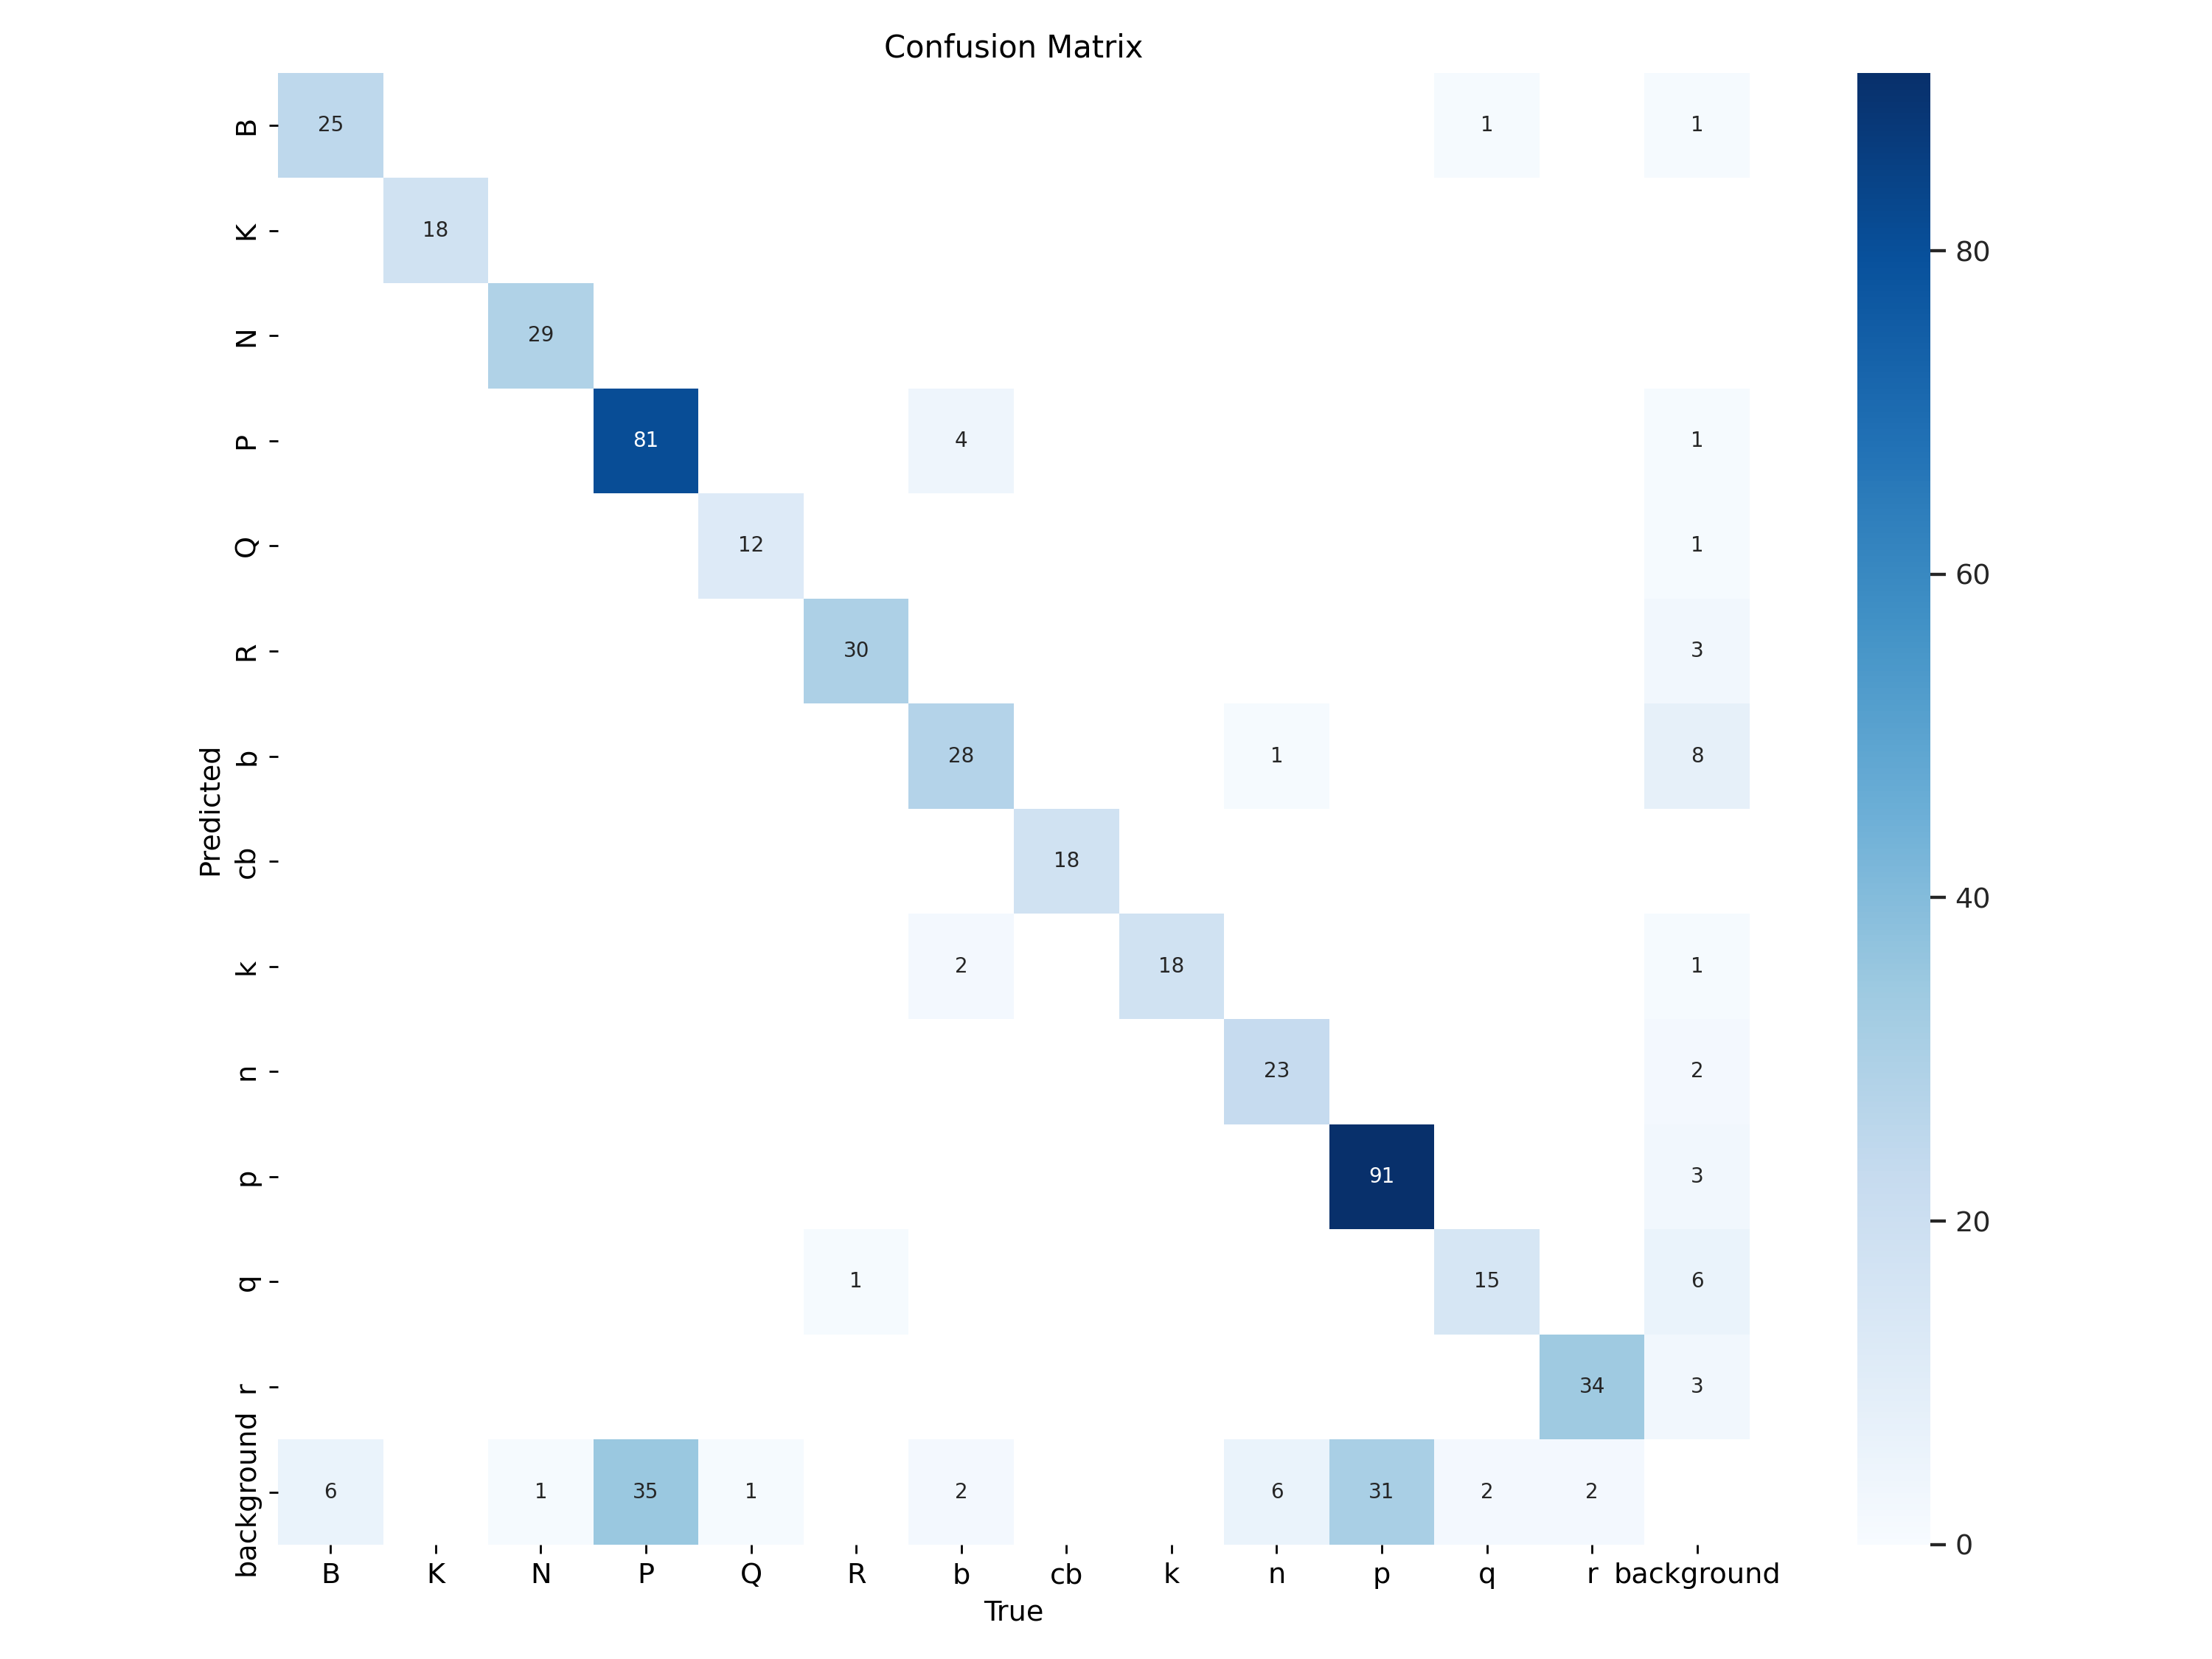 Confusion Matrix
B 25 1 1
K 18
N 29
P 81 4 1
80
Q 12 1
60
R 30 3
b 28 1 8
Predicted
cb 18
40
k 2 18 1
n 23 2
p 91 3
20
q 1 15 6
r 34 3
background 6 1 35 1 2 6 31 2 2
0
B K N P Q R b cb k n p q r background
True